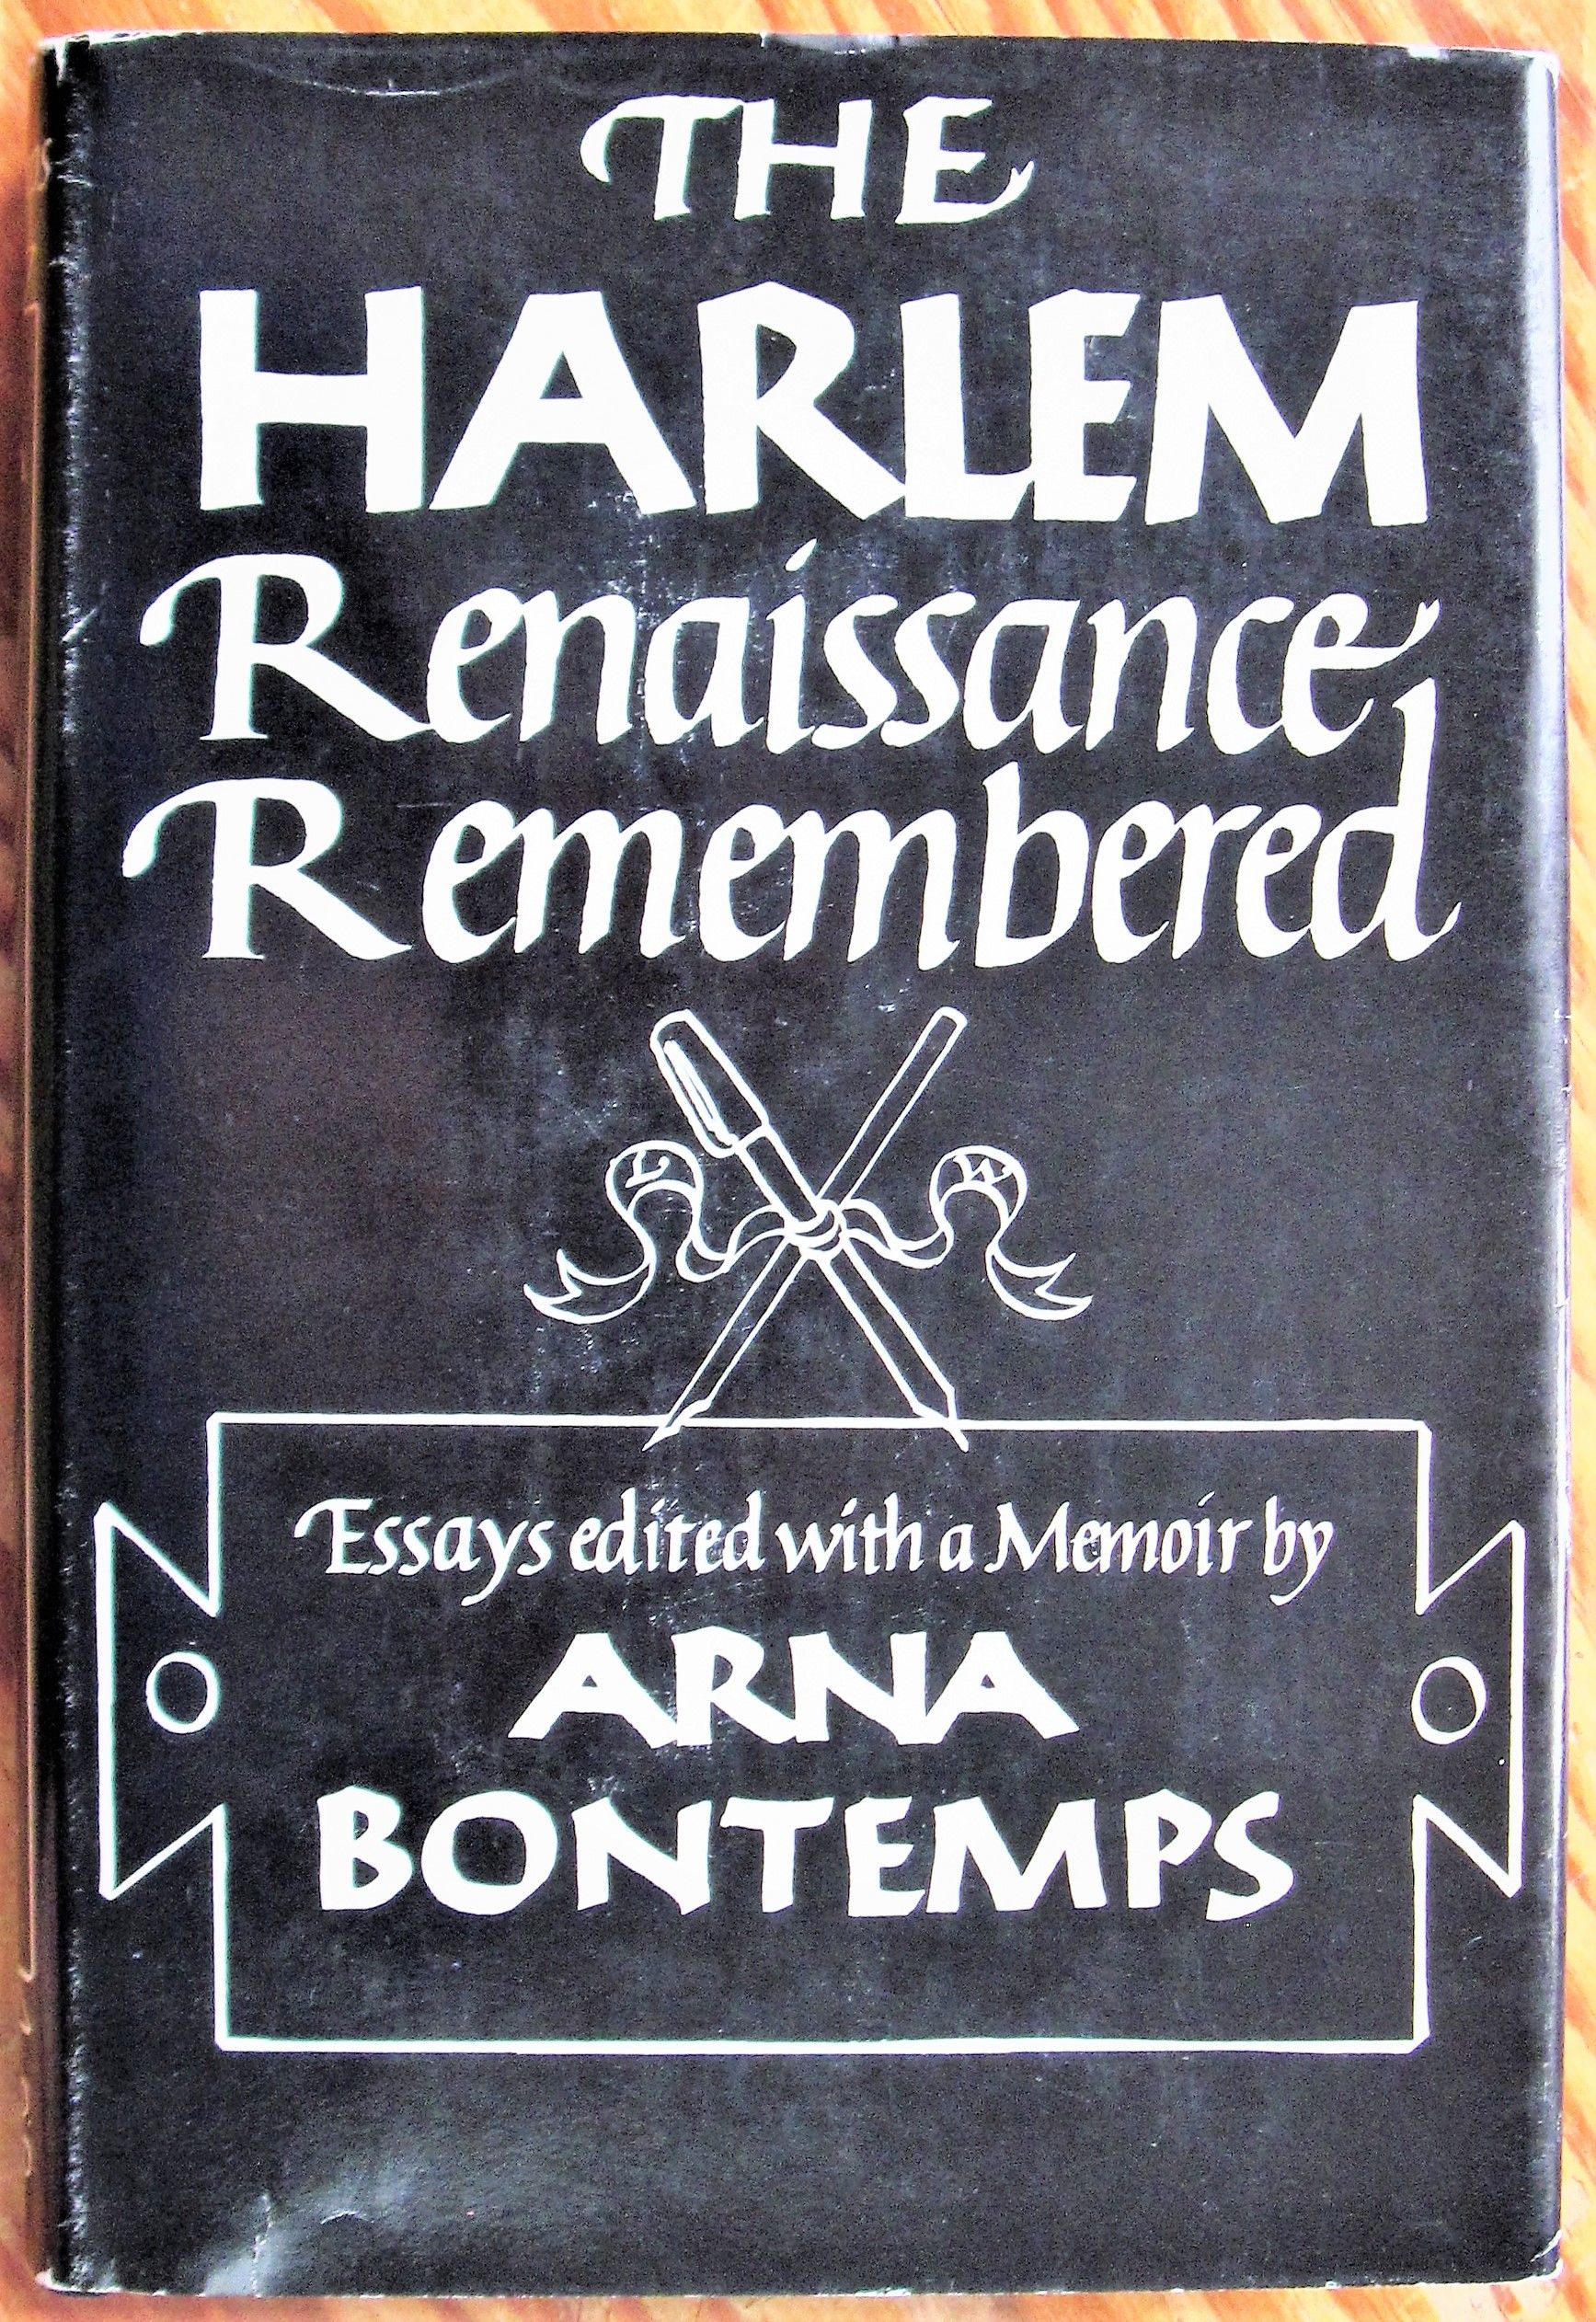 THE
HARLEM
Renaissance
Remembered
L W
Essays edited with a Memoir by
ARNA
BONTEMPS